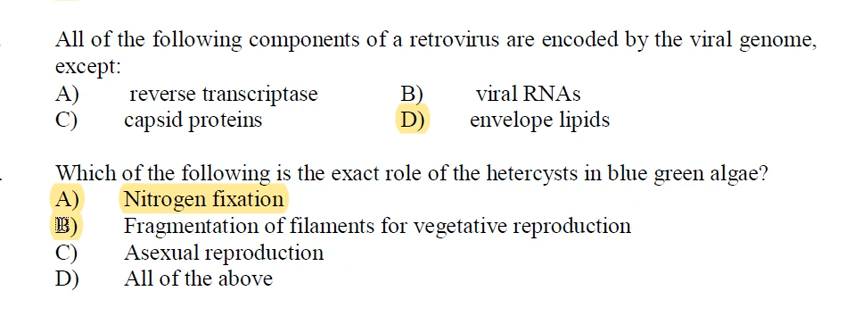 All of the following components of a retrovirus are encoded by the viral genome,
except:
A) reverse transcriptase B) viral RNAs
C) capsid proteins D) envelope lipids
Which of the following is the exact role of the hetercysts in blue green algae?
A) Nitrogen fixation
B) Fragmentation of filaments for vegetative reproduction
C) Asexual reproduction
D) All of the above